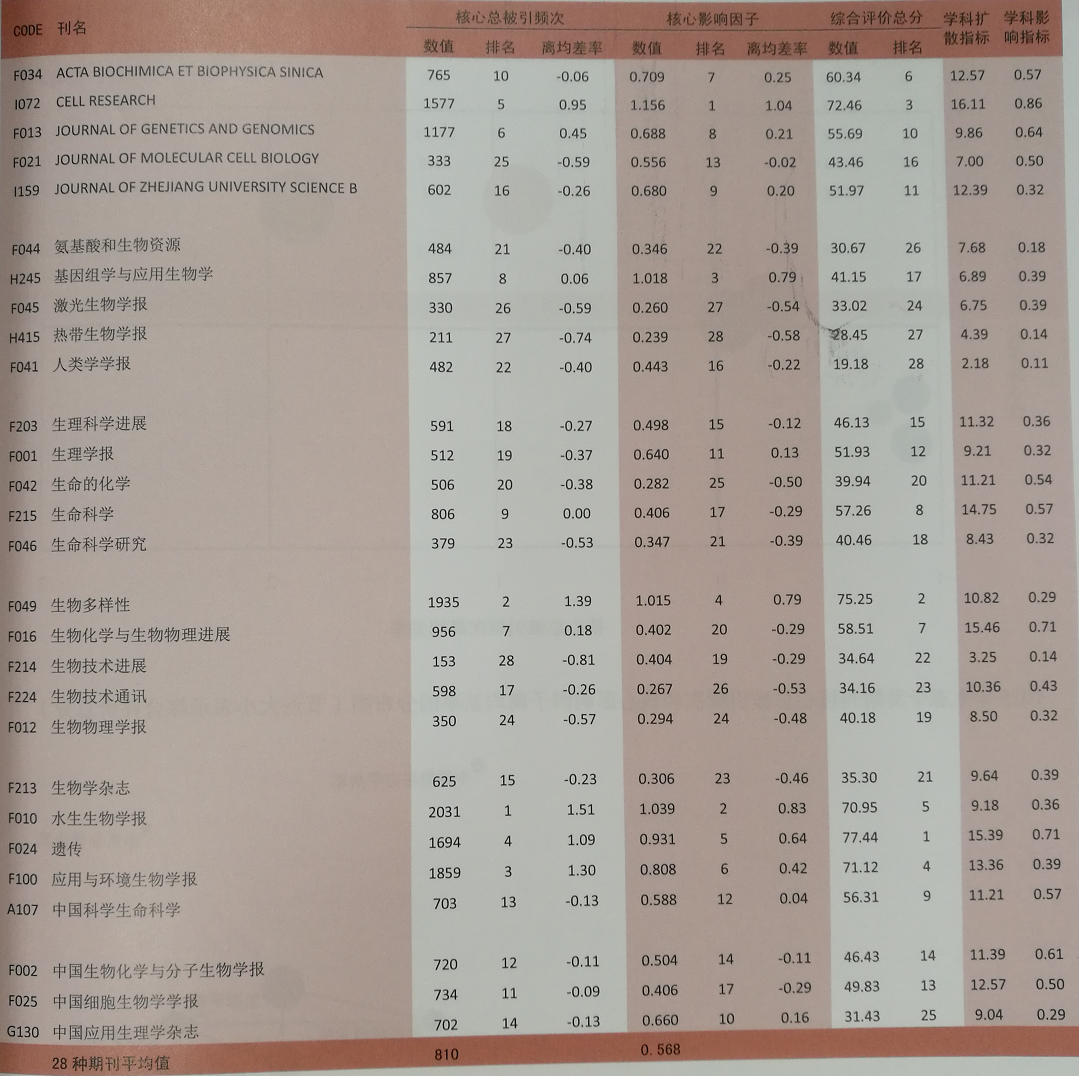 CODE 刊名 核心总被引频次 核心影响因子 综合评价总分 学科扩散指标 学科影响指标
数值 排名 离均差率 数值 排名 离均差率 数值 排名
F034 ACTA BIOCHIMICA ET BIOPHYSICA SINICA 765 10 -0.06 0.709 7 0.25 60.34 6 12.57 0.57
I072 CELL RESEARCH 1577 5 0.95 1.156 1 1.04 72.46 3 16.11 0.86
F013 JOURNAL OF GENETICS AND GENOMICS 1177 6 0.45 0.688 8 0.21 55.69 10 9.86 0.64
F021 JOURNAL OF MOLECULAR CELL BIOLOGY 333 25 -0.59 0.556 13 -0.02 43.46 16 7.00 0.50
I159 JOURNAL OF ZHEJIANG UNIVERSITY SCIENCE B 602 16 -0.26 0.680 9 0.20 51.97 11 12.39 0.32
F044 氨基酸和生物资源 484 21 -0.40 0.346 22 -0.39 30.67 26 7.68 0.18
H245 基因组学与应用生物学 857 8 0.06 1.018 3 0.79 41.15 17 6.89 0.39
F045 激光生物学报 330 26 -0.59 0.260 27 -0.54 33.02 24 6.75 0.39
H415 热带生物学报 211 27 -0.74 0.239 28 -0.58 28.45 27 4.39 0.14
F041 人类学学报 482 22 -0.40 0.443 16 -0.22 19.18 28 2.18 0.11
F203 生理科学进展 591 18 -0.27 0.498 15 -0.12 46.13 15 11.32 0.36
F001 生理学报 512 19 -0.37 0.640 11 0.13 51.93 12 9.21 0.32
F042 生命的化学 506 20 -0.38 0.282 25 -0.50 39.94 20 11.21 0.54
F215 生命科学 806 9 0.00 0.406 17 -0.29 57.26 8 14.75 0.57
F046 生命科学研究 379 23 -0.53 0.347 21 -0.39 40.46 18 8.43 0.32
F049 生物多样性 1935 2 1.39 1.015 4 0.79 75.25 2 10.82 0.29
F016 生物化学与生物物理进展 956 7 0.18 0.402 20 -0.29 58.51 7 15.46 0.71
F214 生物技术进展 153 28 -0.81 0.404 19 -0.29 34.64 22 3.25 0.14
F224 生物技术通讯 598 17 -0.26 0.267 26 -0.53 34.16 23 10.36 0.43
F012 生物物理学报 350 24 -0.57 0.294 24 -0.48 40.18 19 8.50 0.32
F213 生物学杂志 625 15 -0.23 0.306 23 -0.46 35.30 21 9.64 0.39
F010 水生生物学报 2031 1 1.51 1.039 2 0.83 70.95 5 9.18 0.36
F024 遗传 1694 4 1.09 0.931 5 0.64 77.44 1 15.39 0.71
F100 应用与环境生物学报 1859 3 1.30 0.808 6 0.42 71.12 4 13.36 0.39
A107 中国科学生命科学 703 13 -0.13 0.588 12 0.04 56.31 9 11.21 0.57
F002 中国生物化学与分子生物学报 720 12 -0.11 0.504 14 -0.11 46.43 14 11.39 0.61
F025 中国细胞生物学学报 734 11 -0.09 0.406 17 -0.29 49.83 13 12.57 0.50
G130 中国应用生理学杂志 702 14 -0.13 0.660 10 0.16 31.43 25 9.04 0.29
28 种期刊平均值 810 0.568